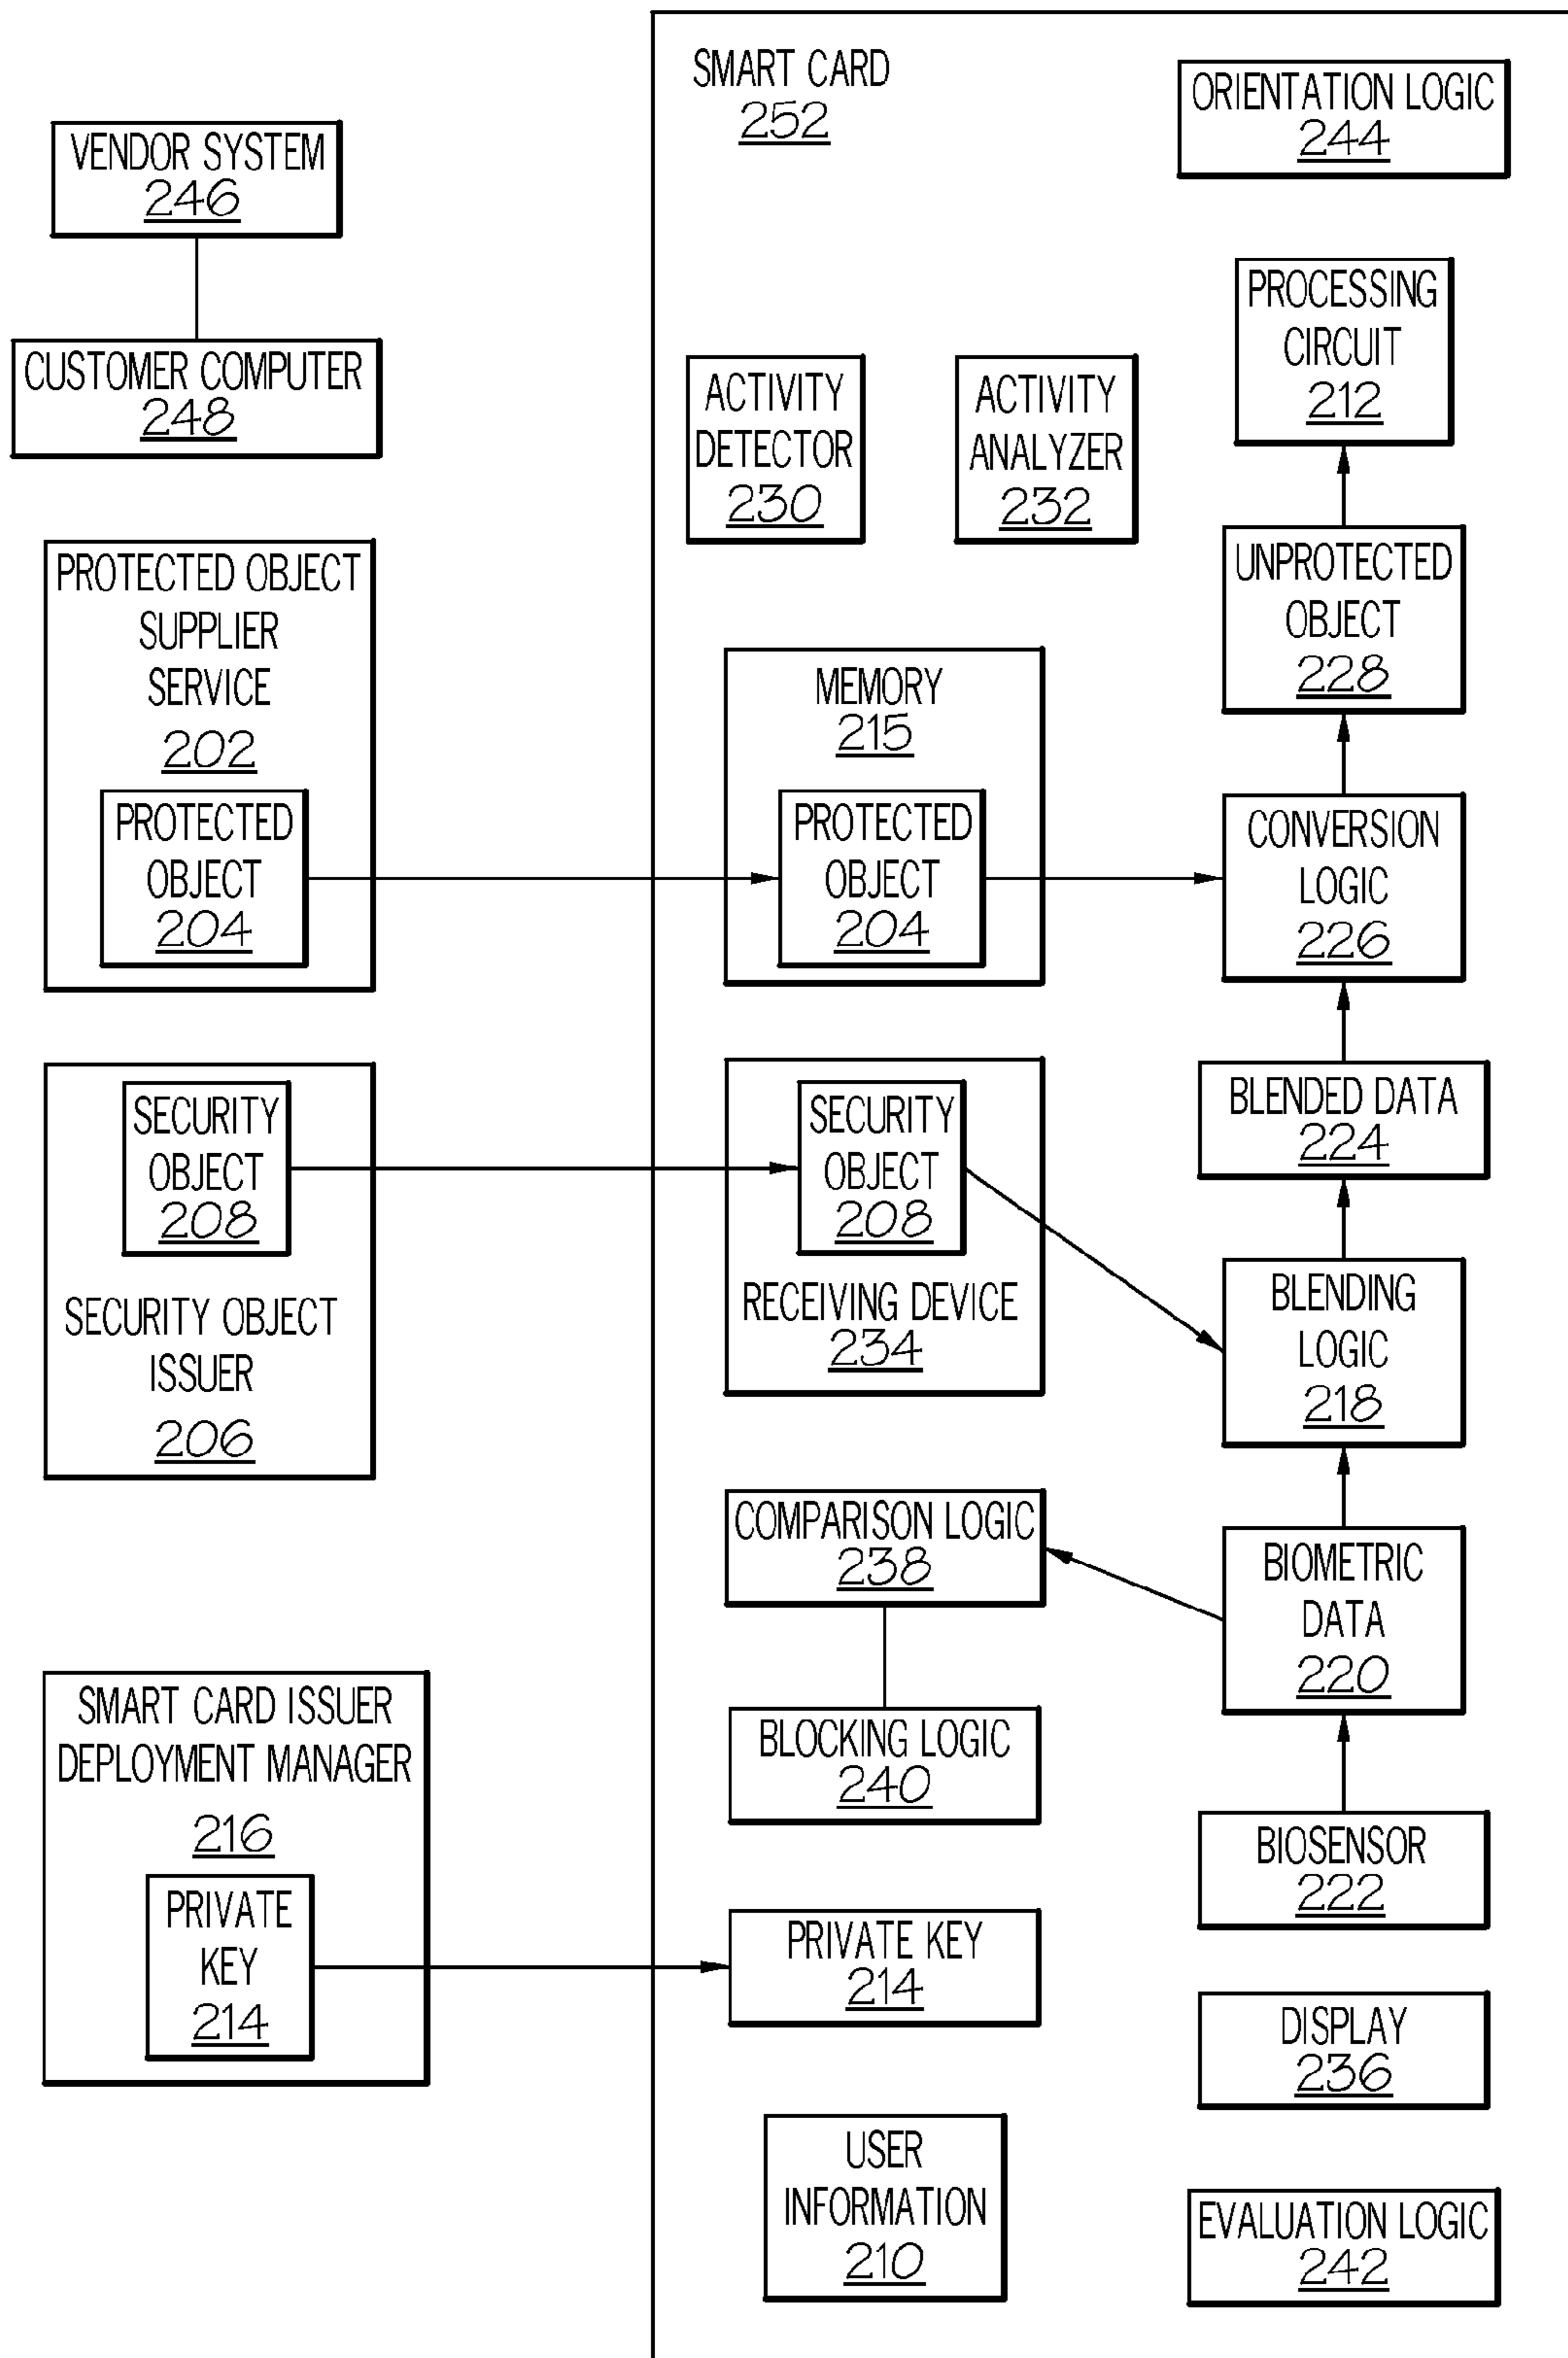 SMART CARD
252
ORIENTATION LOGIC
244
VENDOR SYSTEM
246
CUSTOMER COMPUTER
248
PROCESSING
CIRCUIT
212
ACTIVITY
DETECTOR
230
ACTIVITY
ANALYZER
232
PROTECTED OBJECT
SUPPLIER
SERVICE
202
PROTECTED
OBJECT
204
MEMORY
215
PROTECTED
OBJECT
204
UNPROTECTED
OBJECT
228
CONVERSION
LOGIC
226
SECURITY
OBJECT
208
SECURITY OBJECT
ISSUER
206
SECURITY
OBJECT
208
RECEIVING DEVICE
234
BLENDED DATA
224
BLENDING
LOGIC
218
COMPARISON LOGIC
238
BIOMETRIC
DATA
220
SMART CARD ISSUER
DEPLOYMENT MANAGER
216
PRIVATE
KEY
214
BLOCKING LOGIC
240
BIOSENSOR
222
PRIVATE KEY
214
DISPLAY
236
USER
INFORMATION
210
EVALUATION LOGIC
242